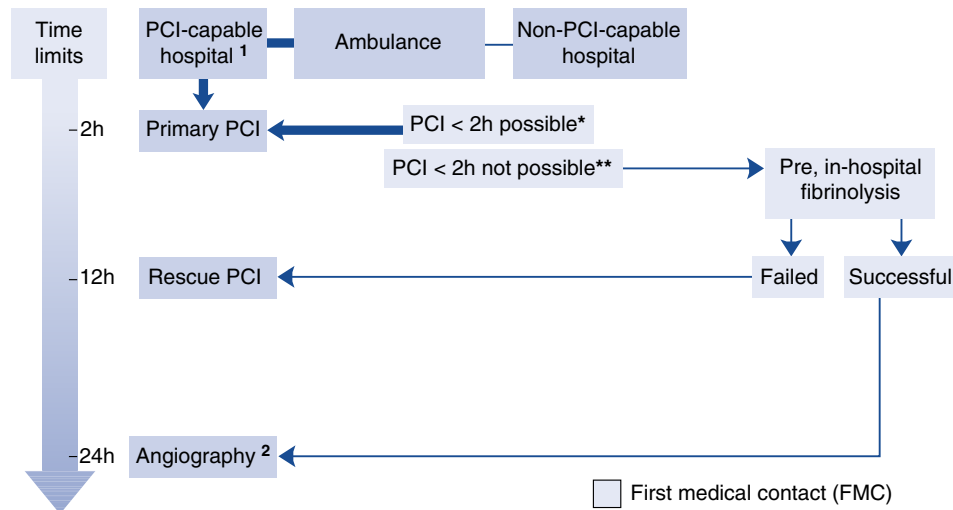 Time
limits
PCI-capable
hospital 1
Ambulance
Non-PCI-capable
hospital
2h
Primary PCI
PCI < 2h possible*
PCI < 2h not possible**
Pre, in-hospital
fibrinolysis
12h
Rescue PCI
Failed
Successful
24h
Angiography 2
First medical contact (FMC)